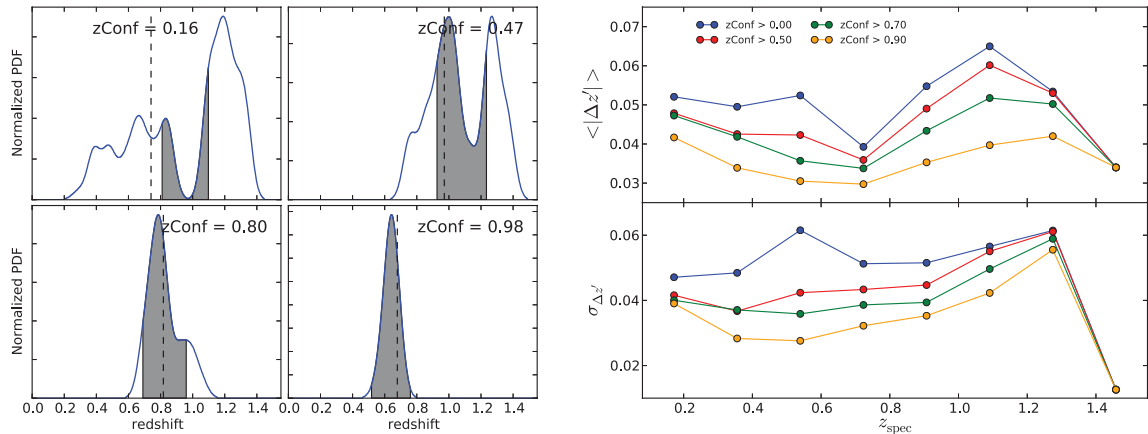 zConf = 0.16
zConf = 0.47
Normalized PDF
zConf = 0.80
zConf = 0.98
Normalized PDF
0.0 0.2 0.4 0.6 0.8 1.0 1.2 1.4
0.0 0.2 0.4 0.6 0.8 1.0 1.2 1.4
redshift
redshift
zConf > 0.00
zConf > 0.50
zConf > 0.70
zConf > 0.90
0.07
0.06
0.05
0.04
0.03
<|Δz′|>
0.06
0.04
0.02
σ_Δz′
0.2 0.4 0.6 0.8 1.0 1.2 1.4
z_spec